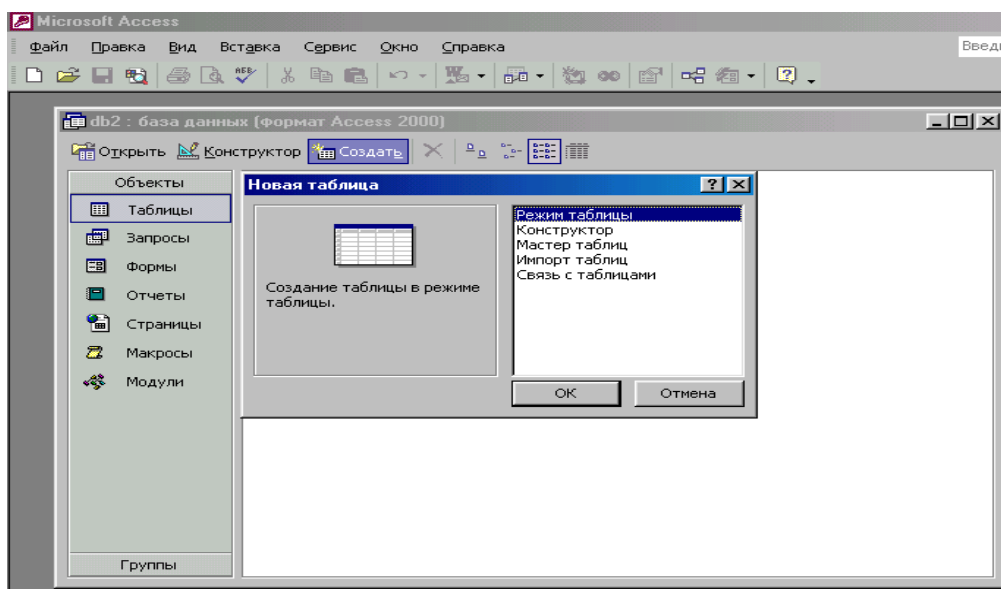 Microsoft Access
Файл Правка Вид Вставка Сервис Окно Справка
db2 : база данных (формат Access 2000)
Открыть Конструктор Создать
Объекты
Таблицы
Запросы
Формы
Отчеты
Страницы
Макросы
Модули
Группы
Новая таблица
Создание таблицы в режиме
таблицы.
Режим таблицы
Конструктор
Мастер таблиц
Импорт таблиц
Связь с таблицами
ОК Отмена